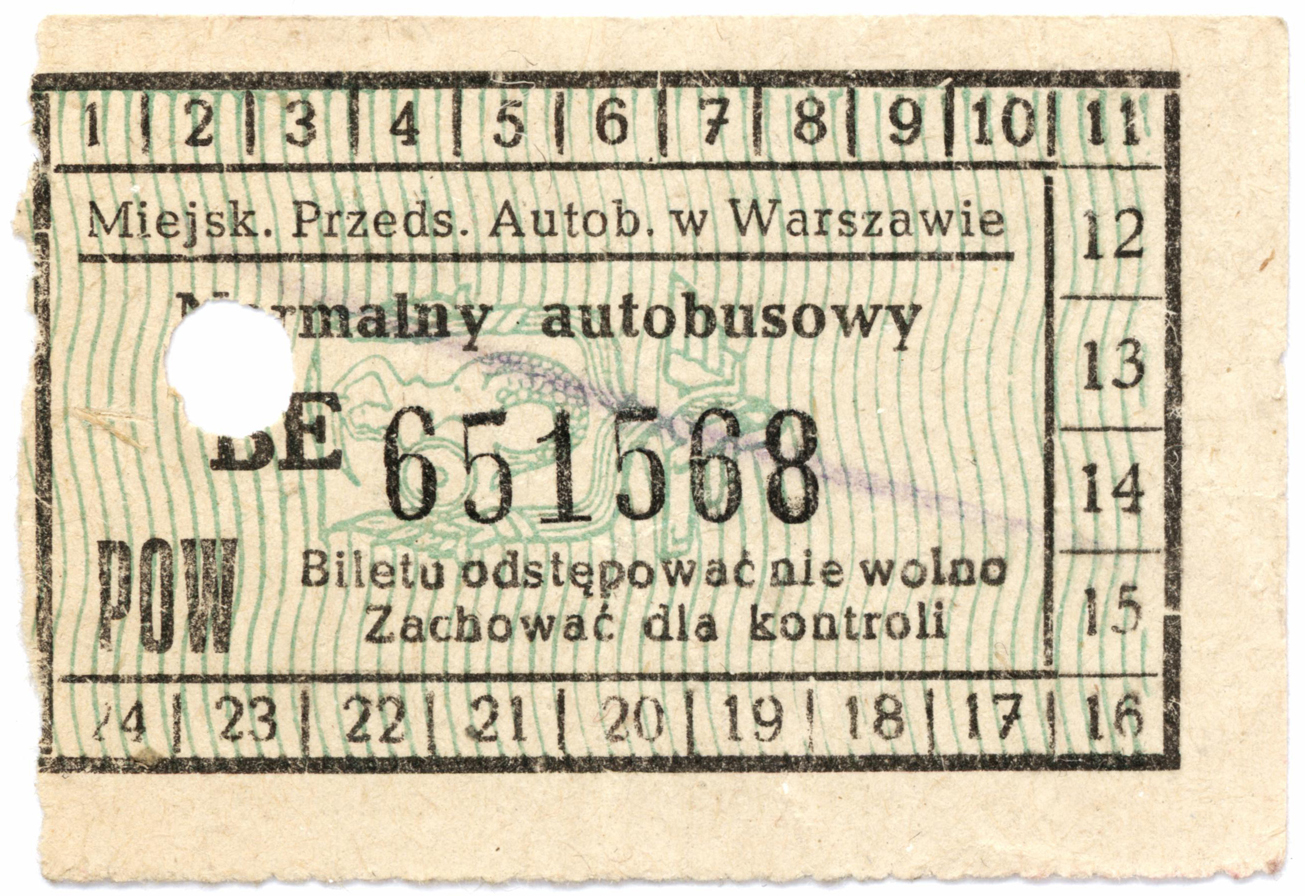 1 2 3 4 5 6 7 8 9 10 11
Miejsk. Przeds. Autob. w Warszawie
12
Normalny autobusowy
13
BE 651568
14
POW
Biletu odstępować nie wolno
Zachować dla kontroli
15
24 23 22 21 20 19 18 17 16